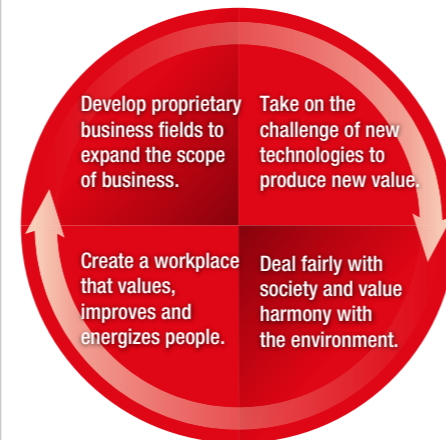 Develop proprietary
business fields to
expand the scope
of business.
Take on the
challenge of new
technologies to
produce new value.
Create a workplace
that values,
improves and
energizes people.
Deal fairly with
society and value
harmony with
the environment.